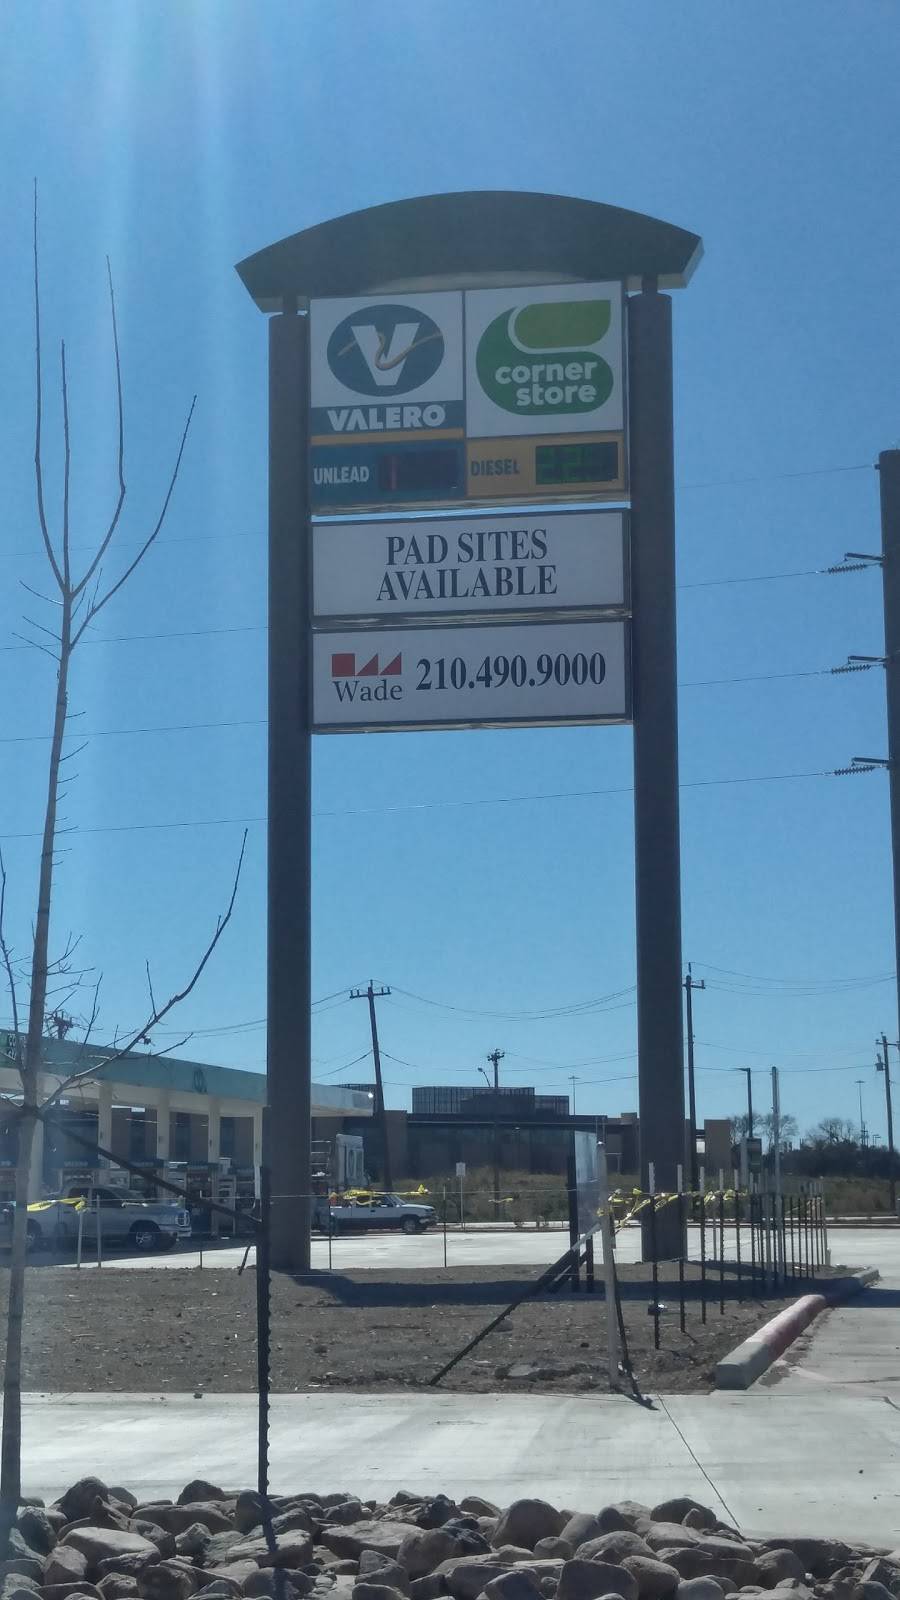 VALERO
corner
store
UNLEAD
DIESEL
PAD SITES
AVAILABLE
Wade 210.490.9000